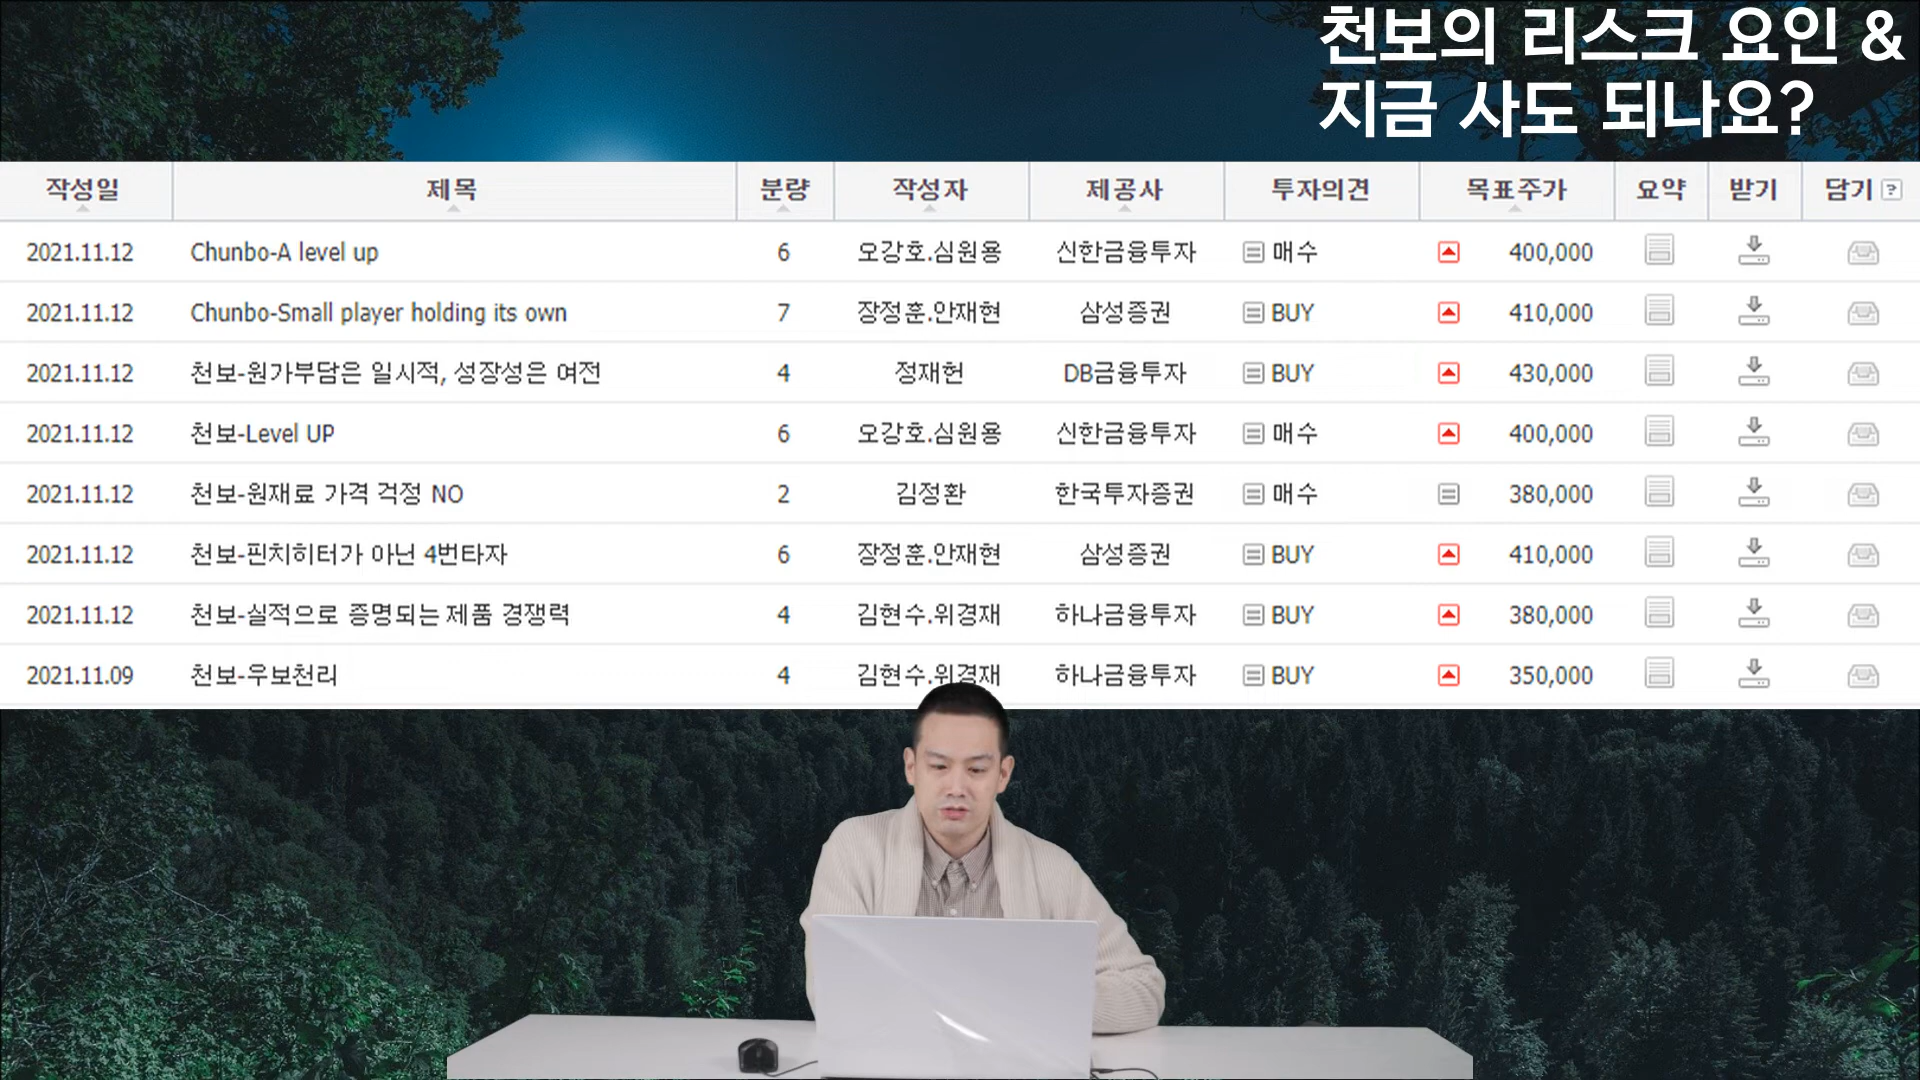 천보의 리스크 요인 &
지금 사도 되나요?
작성일 제목 분량 작성자 제공사 투자의견 목표주가 요약 받기 담기 ?
2021.11.12 Chunbo-A level up 6 오강호.심원용 신한금융투자 매수 400,000
2021.11.12 Chunbo-Small player holding its own 7 장정훈.안재현 삼성증권 BUY 410,000
2021.11.12 천보-원가부담은 일시적, 성장성은 여전 4 정재헌 DB금융투자 BUY 430,000
2021.11.12 천보-Level UP 6 오강호.심원용 신한금융투자 매수 400,000
2021.11.12 천보-원재료 가격 걱정 NO 2 김정환 한국투자증권 매수 380,000
2021.11.12 천보-핀치히터가 아닌 4번타자 6 장정훈.안재현 삼성증권 BUY 410,000
2021.11.12 천보-실적으로 증명되는 제품 경쟁력 4 김현수.위경재 하나금융투자 BUY 380,000
2021.11.09 천보-우보천리 4 김현수.위경재 하나금융투자 BUY 350,000